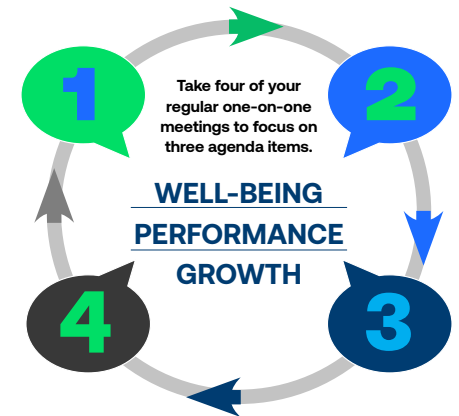 1
2
Take four of your
regular one-on-one
meetings to focus on
three agenda items.
WELL-BEING
PERFORMANCE
GROWTH
4
3